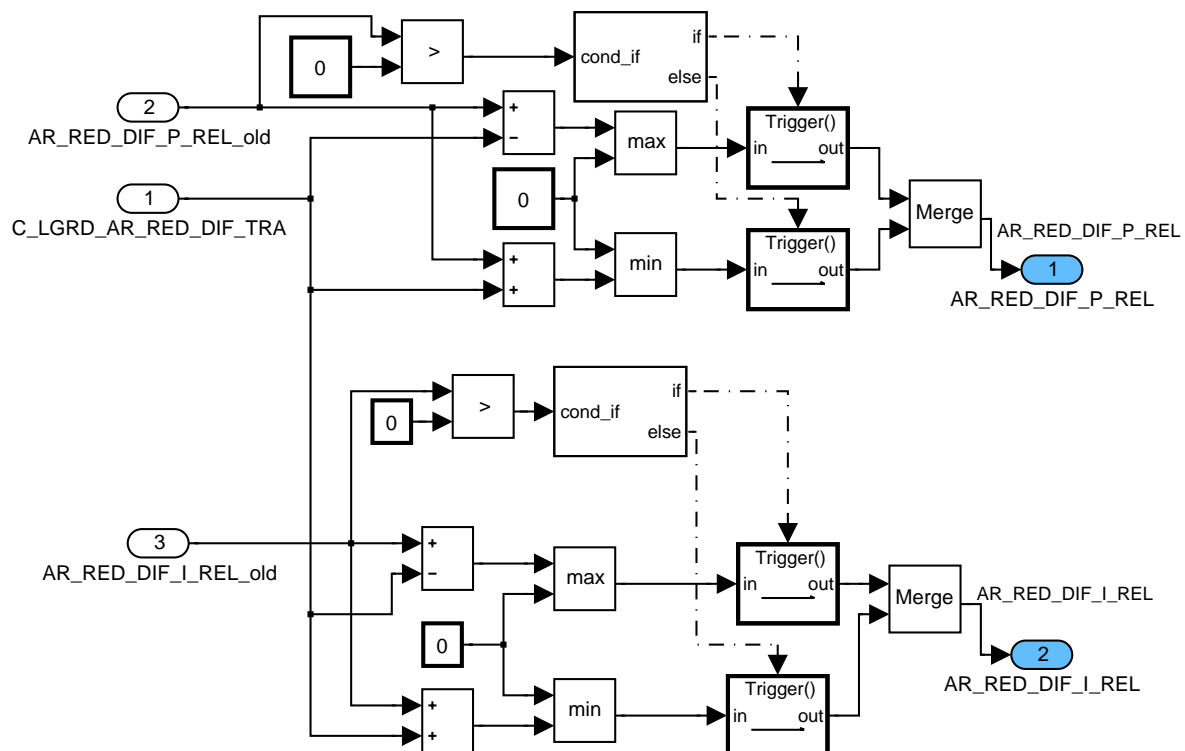 if
cond_if
else
0
>
2
AR_RED_DIF_P_REL_old
+
−
max
Trigger()
in
out
1
C_LGRD_AR_RED_DIF_TRA
0
Merge
AR_RED_DIF_P_REL
1
AR_RED_DIF_P_REL
+
+
min
Trigger()
in
out
if
cond_if
else
>
0
3
AR_RED_DIF_I_REL_old
+
−
max
Trigger()
in
out
Merge
AR_RED_DIF_I_REL
2
AR_RED_DIF_I_REL
0
+
+
min
Trigger()
in
out